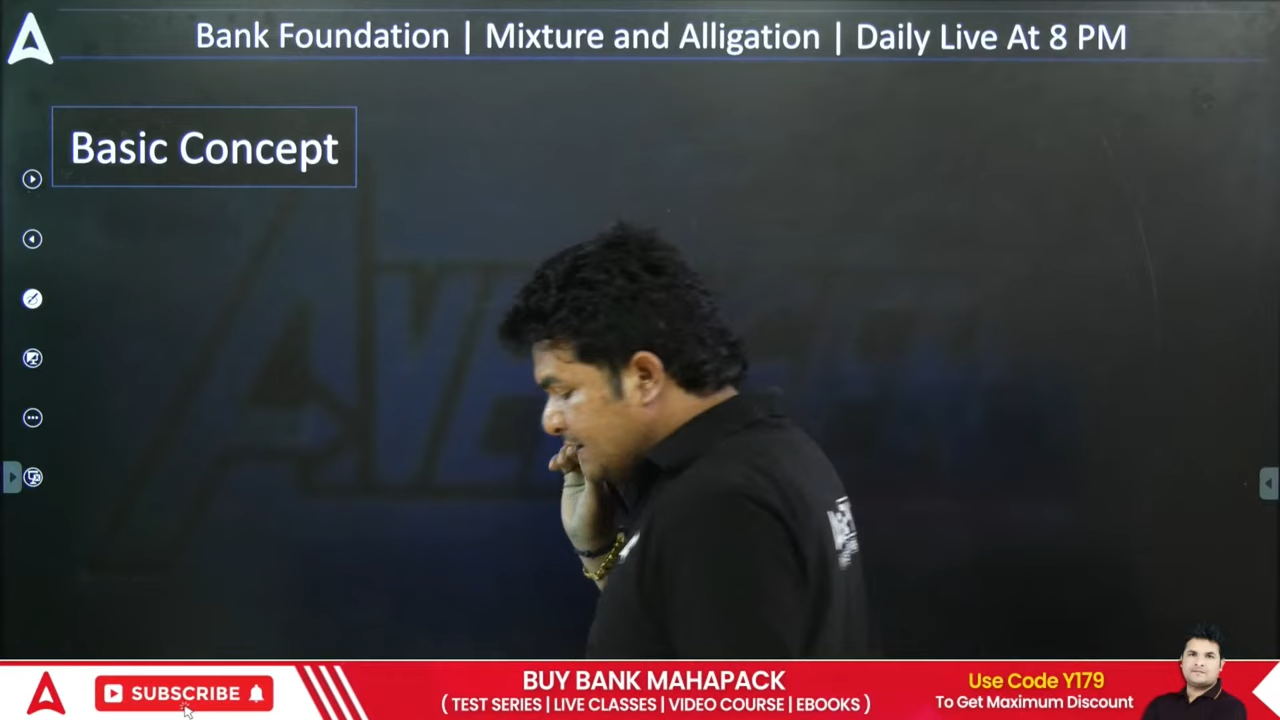 Bank Foundation | Mixture and Alligation | Daily Live At 8 PM
Basic Concept
SUBSCRIBE
BUY BANK MAHAPACK
( TEST SERIES | LIVE CLASSES | VIDEO COURSE | EBOOKS )
Use Code Y179
To Get Maximum Discount